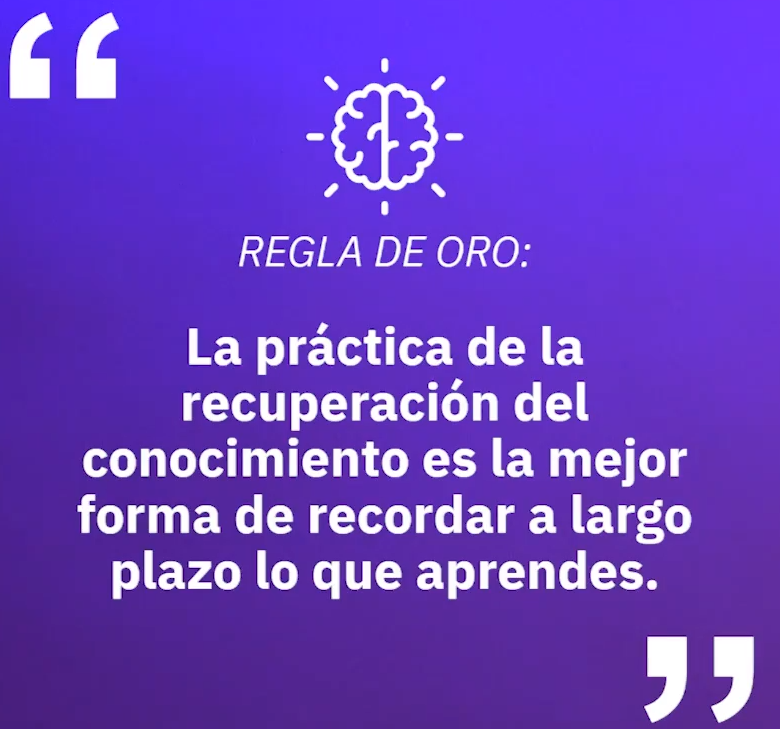 “
REGLA DE ORO:
La práctica de la
recuperación del
conocimiento es la mejor
forma de recordar a largo
plazo lo que aprendes.
”